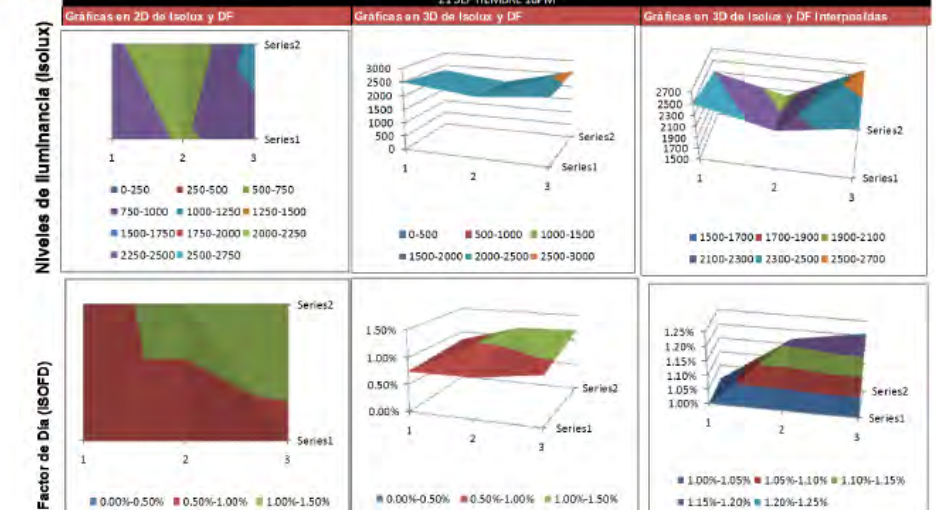 21 SEPTIEMBRE 16PM
Gráficas en 2D de Isolux y DF
Gráficas en 3D de Isolux y DF
Gráficas en 3D de Isolux y DF Interpoaldas
Niveles de Iluminancia (Isolux)
Series2
Series1
1 2 3
0-250 250-500 500-750
750-1000 1000-1250 1250-1500
1500-1750 1750-2000 2000-2250
2250-2500 2500-2750
3000
2500
2000
1500
1000
500
0
Series2
Series1
1 2 3
0-500 500-1000 1000-1500
1500-2000 2000-2500 2500-3000
2700
2500
2300
2100
1900
1700
1500
Series2
Series1
1 2 3
1500-1700 1700-1900 1900-2100
2100-2300 2300-2500 2500-2700
Factor de Dia (ISOFD)
Series2
Series1
1 2 3
0.00%-0.50% 0.50%-1.00% 1.00%-1.50%
1.50%
1.00%
0.50%
0.00%
Series2
Series1
1 2 3
0.00%-0.50% 0.50%-1.00% 1.00%-1.50%
1.25%
1.20%
1.15%
1.10%
1.05%
1.00%
Series2
Series1
1 2 3
1.00%-1.05% 1.05%-1.10% 1.10%-1.15%
1.15%-1.20% 1.20%-1.25%